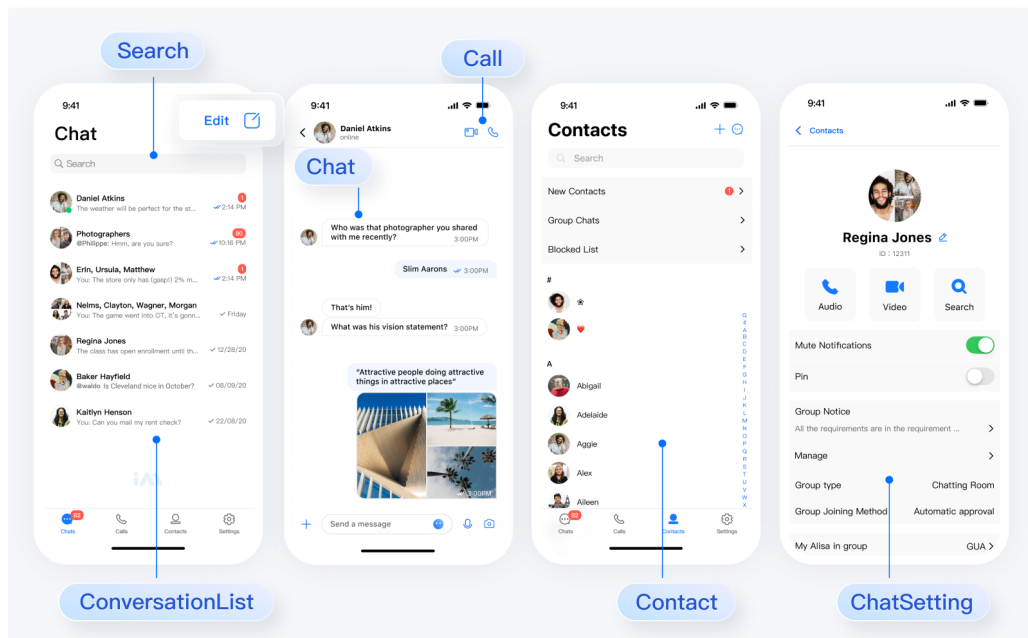 Search
Call
9:41
Edit
Chat
Search
Daniel Atkins
1
The weather will be perfect for the st...
2:14 PM
Photographers
80
@Philippe: Hmm, are you sure?
10:16 PM
Erin, Ursula, Matthew
1
You: The store only has (gasp!) 2% m...
2:14 PM
Nelms, Clayton, Wagner, Morgan
You: The game went into OT, it's gonn...
Friday
Regina Jones
The class has open enrollment until th...
12/28/20
Baker Hayfield
@waldo Is Cleveland nice in October?
08/09/20
Kaitlyn Henson
You: Can you mail my rent check?
22/08/20
im
92
Chats
Calls
Contacts
Settings
ConversationList
9:41
Daniel Atkins
online
Chat
Who was that photographer you shared
with me recently?
3:00PM
Slim Aarons
3:00PM
That's him!
What was his vision statement?
3:00PM
"Attractive people doing attractive
things in attractive places"
3:00PM
Send a message
9:41
Contacts
Search
New Contacts
1
Group Chats
Blocked List
#
A
Abigail
Adelaide
Aggie
Alex
Aileen
G
#
A
B
C
D
E
F
G
H
I
J
K
L
M
N
O
P
Q
R
S
T
U
V
W
X
92
Chats
Calls
Contacts
Settings
Contact
9:41
Contacts
Regina Jones
ID : 12311
Audio
Video
Search
Mute Notifications
Pin
Group Notice
All the requirements are in the requirement ...
Manage
Group type
Chatting Room
Group Joining Method
Automatic approval
My Alisa in group
GUA
ChatSetting